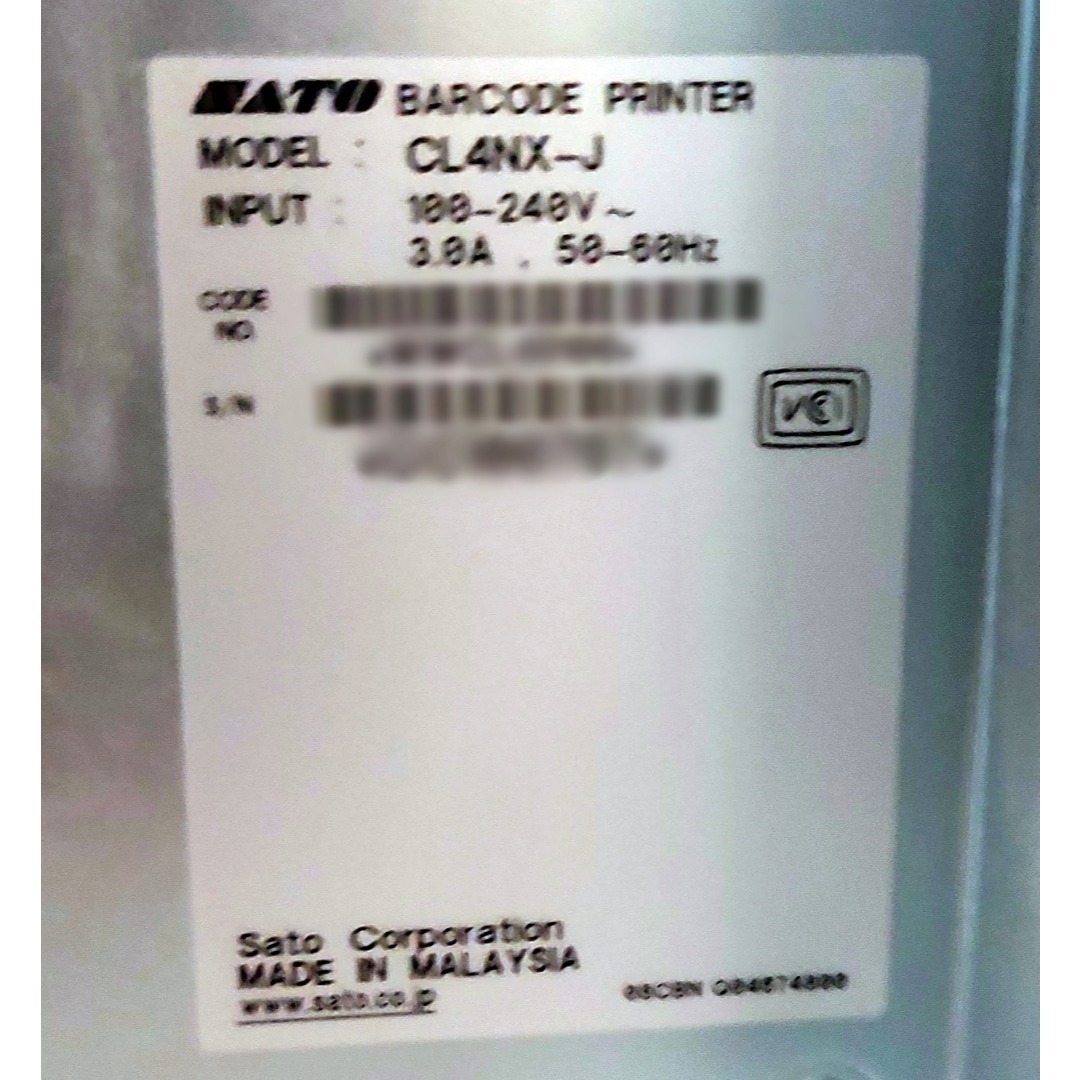 SATO BARCODE PRINTER
MODEL : CL4NX-J
INPUT : 100-240V~
3.0A , 50-60Hz
CODE
NO
S/N
VCI
Sato Corporation
MADE IN MALAYSIA
www.sato.co.jp